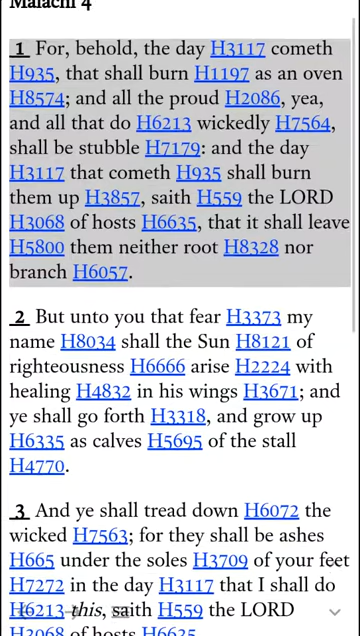 Malachi 4
1 For, behold, the day H3117 cometh
H935, that shall burn H1197 as an oven
H8574; and all the proud H2086, yea,
and all that do H6213 wickedly H7564,
shall be stubble H7179: and the day
H3117 that cometh H935 shall burn
them up H3857, saith H559 the LORD
H3068 of hosts H6635, that it shall leave
H5800 them neither root H8328 nor
branch H6057.
2 But unto you that fear H3373 my
name H8034 shall the Sun H8121 of
righteousness H6666 arise H2224 with
healing H4832 in his wings H3671; and
ye shall go forth H3318, and grow up
H6335 as calves H5695 of the stall
H4770.
3 And ye shall tread down H6072 the
wicked H7563; for they shall be ashes
H665 under the soles H3709 of your feet
H7272 in the day H3117 that I shall do
H6213 this, saith H559 the LORD
H3068 of hosts H6635